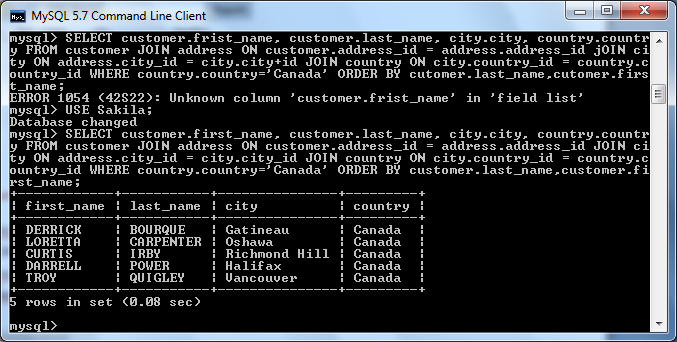 MySQL 5.7 Command Line Client
mysql> SELECT customer.frist_name, customer.last_name, city.city, country.countr
y FROM customer JOIN address ON customer.address_id = address.address_id jOIN ci
ty ON address.city_id = city.city+id JOIN country ON city.country_id = country.c
ountry_id WHERE country.country='Canada' ORDER BY cutomer.last_name,cutomer.firs
t_name;
ERROR 1054 (42S22): Unknown column 'customer.frist_name' in 'field list'
mysql> USE Sakila;
Database changed
mysql> SELECT customer.first_name, customer.last_name, city.city, country.countr
y FROM customer JOIN address ON customer.address_id = address.address_id JOIN ci
ty ON address.city_id = city.city_id JOIN country ON city.country_id = country.c
ountry_id WHERE country.country='Canada' ORDER BY customer.last_name,customer.fi
rst_name;
+------------+-----------+---------------+---------+
| first_name | last_name | city | country |
+------------+-----------+---------------+---------+
| DERRICK | BOURQUE | Gatineau | Canada |
| LORETTA | CARPENTER | Oshawa | Canada |
| CURTIS | IRBY | Richmond Hill | Canada |
| DARRELL | POWER | Halifax | Canada |
| TROY | QUIGLEY | Vancouver | Canada |
+------------+-----------+---------------+---------+
5 rows in set (0.08 sec)
mysql>